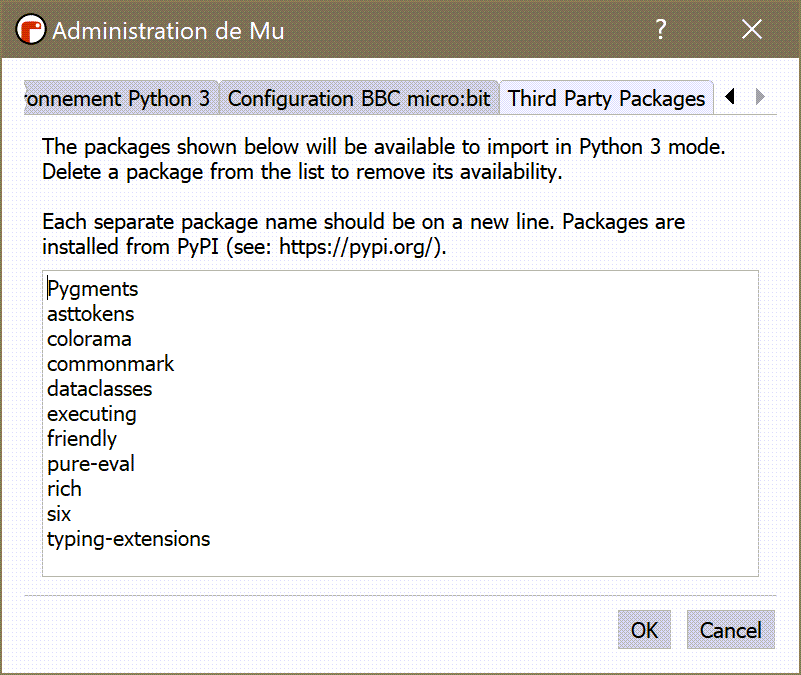 Administration de Mu
?
onnement Python 3 Configuration BBC micro:bit Third Party Packages
The packages shown below will be available to import in Python 3 mode.
Delete a package from the list to remove its availability.
Each separate package name should be on a new line. Packages are
installed from PyPI (see: https://pypi.org/).
Pygments
asttokens
colorama
commonmark
dataclasses
executing
friendly
pure-eval
rich
six
typing-extensions
OK Cancel